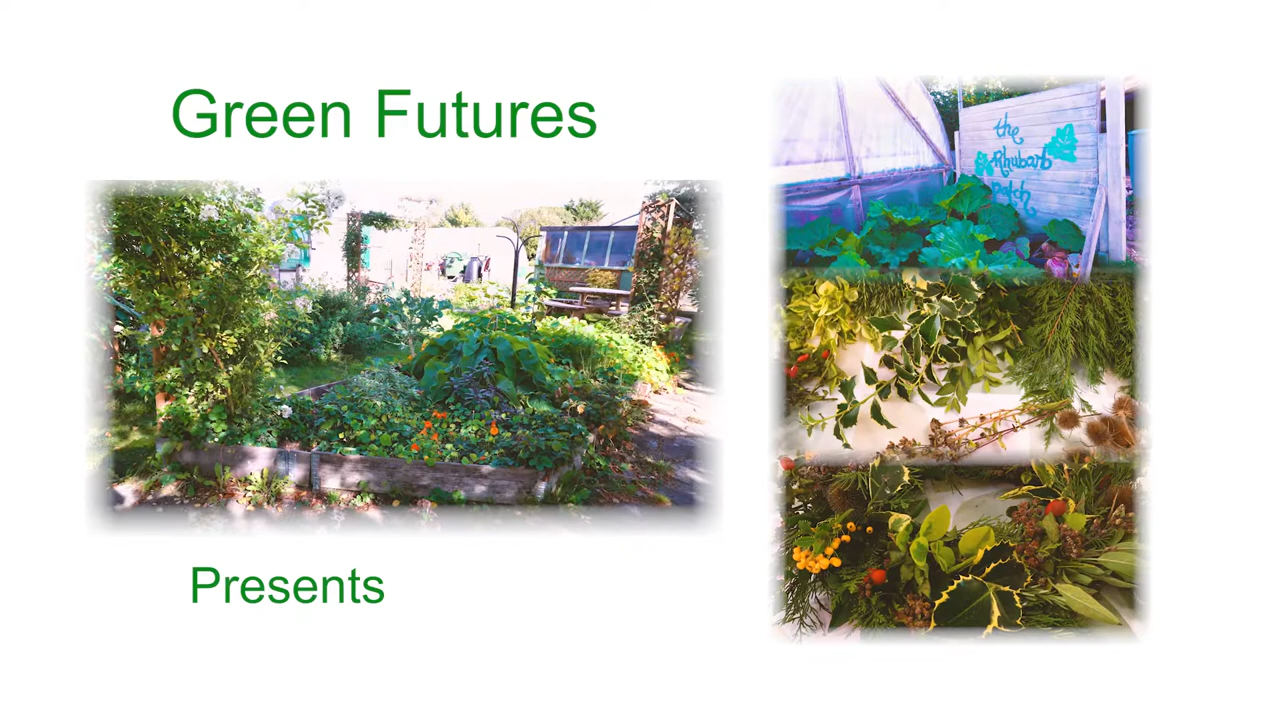 Green Futures
the
Rhubarb
Patch
Presents